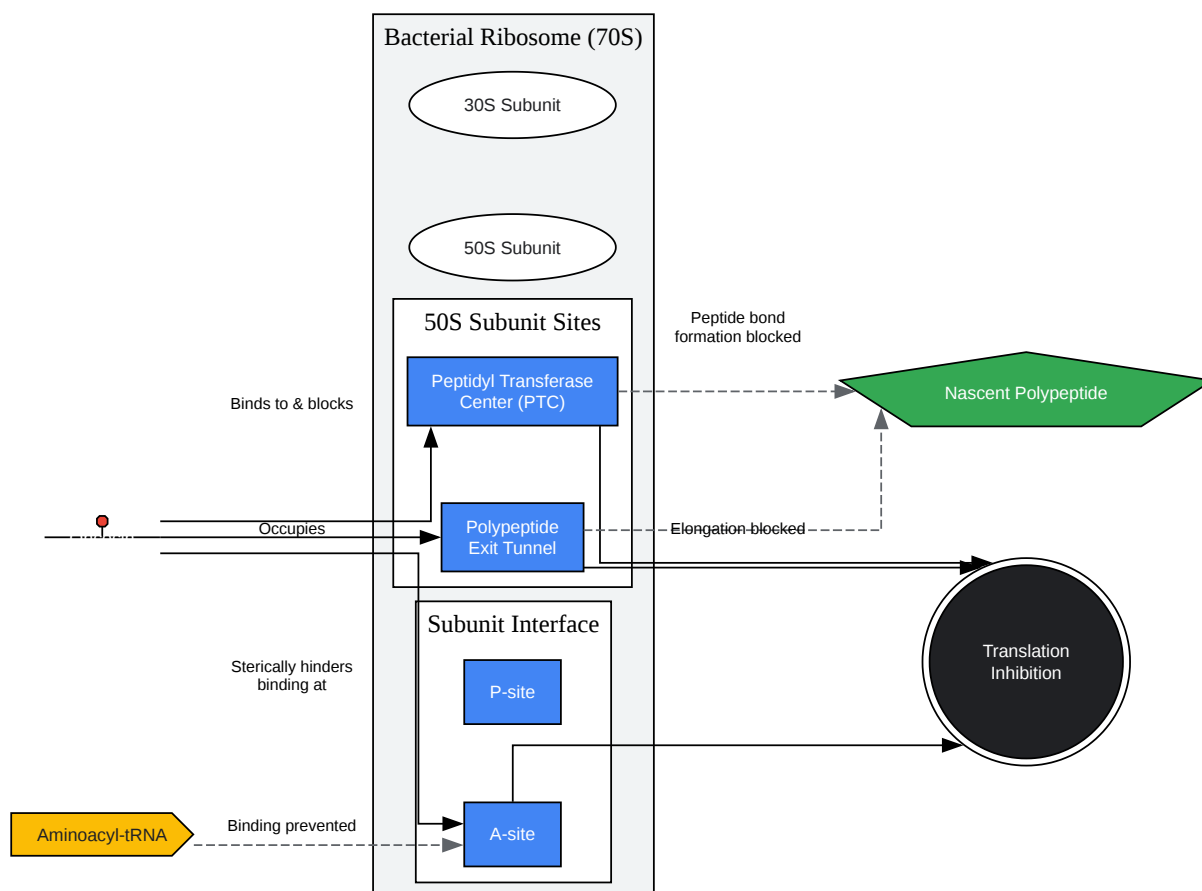 Bacterial Ribosome (70S)
30S Subunit
50S Subunit
50S Subunit Sites
Peptidyl Transferase
Center (PTC)
Peptide bond
formation blocked
Nascent Polypeptide
Binds to & blocks
Occupies
Polypeptide
Exit Tunnel
Elongation blocked
Subunit Interface
Sterically hinders
binding at
P-site
Translation
Inhibition
Aminoacyl-tRNA
Binding prevented
A-site